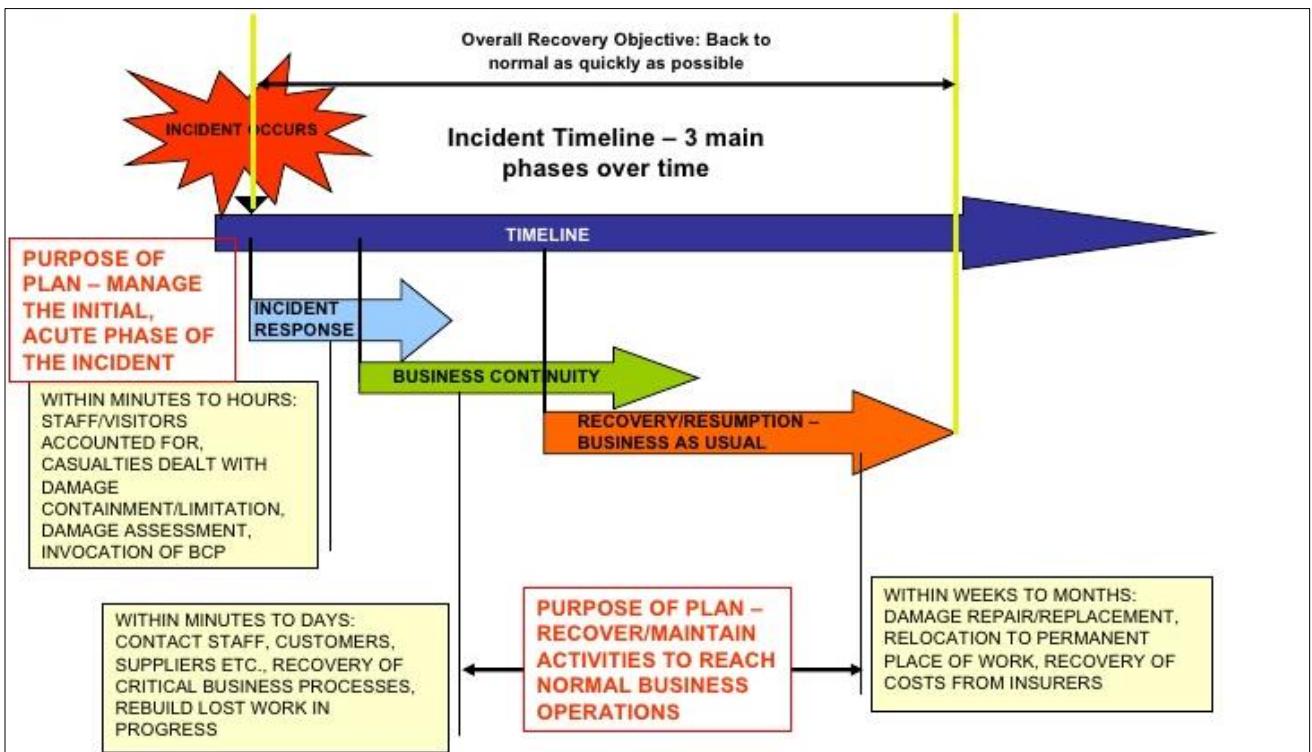 Overall Recovery Objective: Back to
normal as quickly as possible
INCIDENT OCCURS
Incident Timeline – 3 main
phases over time
TIMELINE
PURPOSE OF
PLAN – MANAGE
THE INITIAL,
ACUTE PHASE OF
THE INCIDENT
INCIDENT
RESPONSE
BUSINESS CONTINUITY
RECOVERY/RESUMPTION –
BUSINESS AS USUAL
WITHIN MINUTES TO HOURS:
STAFF/VISITORS
ACCOUNTED FOR,
CASUALTIES DEALT WITH
DAMAGE
CONTAINMENT/LIMITATION,
DAMAGE ASSESSMENT,
INVOCATION OF BCP
WITHIN MINUTES TO DAYS:
CONTACT STAFF, CUSTOMERS,
SUPPLIERS ETC., RECOVERY OF
CRITICAL BUSINESS PROCESSES,
REBUILD LOST WORK IN
PROGRESS
PURPOSE OF PLAN –
RECOVER/MAINTAIN
ACTIVITIES TO REACH
NORMAL BUSINESS
OPERATIONS
WITHIN WEEKS TO MONTHS:
DAMAGE REPAIR/REPLACEMENT,
RELOCATION TO PERMANENT
PLACE OF WORK, RECOVERY OF
COSTS FROM INSURERS